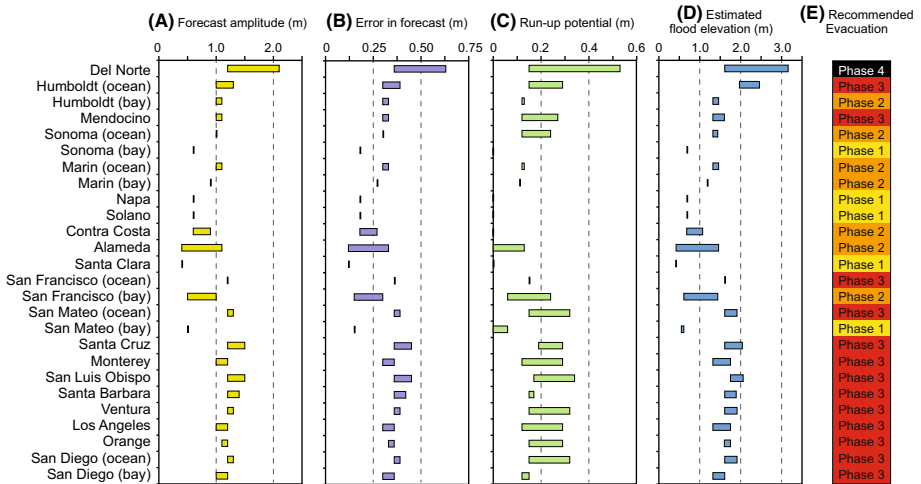 (A) Forecast amplitude (m)
(B) Error in forecast (m)
(C) Run-up potential (m)
(D) Estimated
flood elevation (m)
(E) Recommended
Evacuation
0 1.0 2.0
0 0.25 0.50 0.75
0 0.2 0.4 0.6
0 1.0 2.0 3.0
Del Norte Phase 4
Humboldt (ocean) Phase 3
Humboldt (bay) Phase 2
Mendocino Phase 3
Sonoma (ocean) Phase 2
Sonoma (bay) Phase 1
Marin (ocean) Phase 2
Marin (bay) Phase 2
Napa Phase 1
Solano Phase 1
Contra Costa Phase 2
Alameda Phase 2
Santa Clara Phase 1
San Francisco (ocean) Phase 3
San Francisco (bay) Phase 2
San Mateo (ocean) Phase 3
San Mateo (bay) Phase 1
Santa Cruz Phase 3
Monterey Phase 3
San Luis Obispo Phase 3
Santa Barbara Phase 3
Ventura Phase 3
Los Angeles Phase 3
Orange Phase 3
San Diego (ocean) Phase 3
San Diego (bay) Phase 3